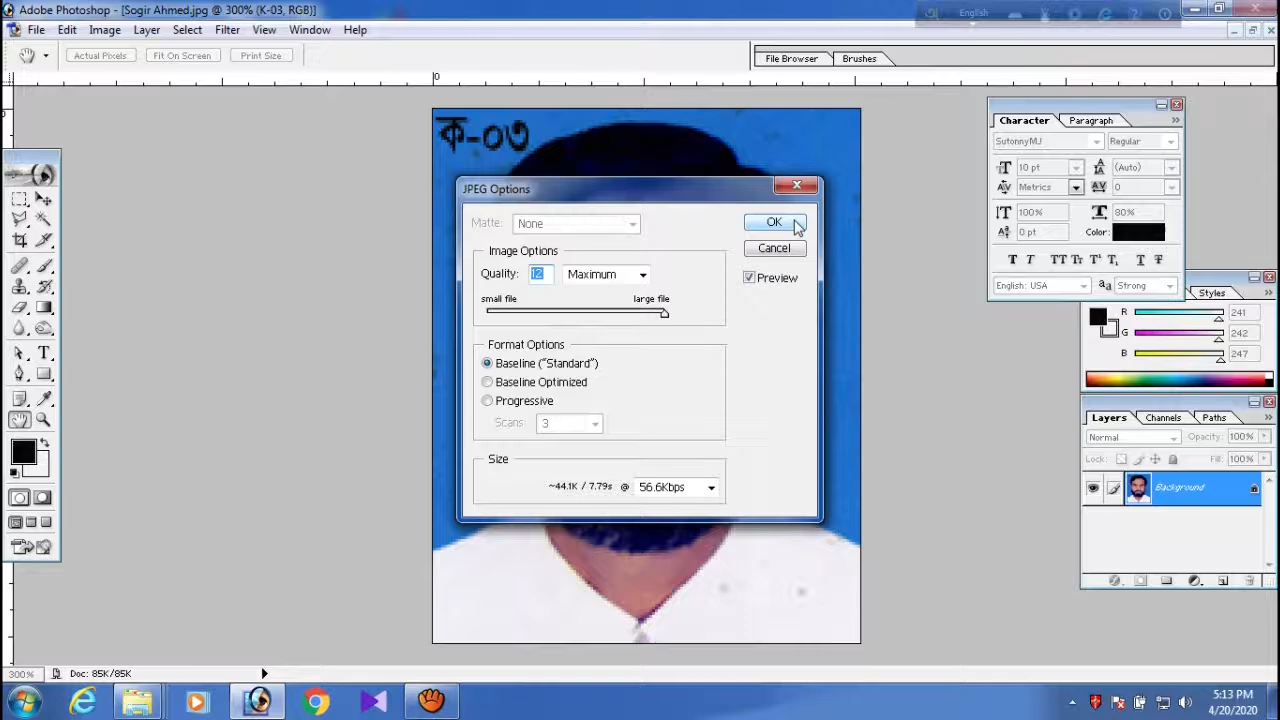 Adobe Photoshop - [Sogir Ahmed.jpg @ 300% (K-03, RGB)]
English
File Edit Image Layer Select Filter View Window Help
Actual Pixels Fit On Screen Print Size
File Browser Brushes
0
ক-০৩
Character Paragraph
SutonnyMJ Regular
10 pt (Auto)
Metrics 0
100% 80%
0 pt Color:
English: USA Strong
JPEG Options
Matte: None
OK
Cancel
Preview
Image Options
Quality: 12 Maximum
small file large file
Format Options
Baseline ("Standard")
Baseline Optimized
Progressive
Scans 3
Size
~44.1K / 7.79s @ 56.6Kbps
Styles
R 241
G 242
B 247
Layers Channels Paths
Normal Opacity: 100%
Lock: Fill: 100%
Background
300% Doc: 85K/85K
5:13 PM
4/20/2020